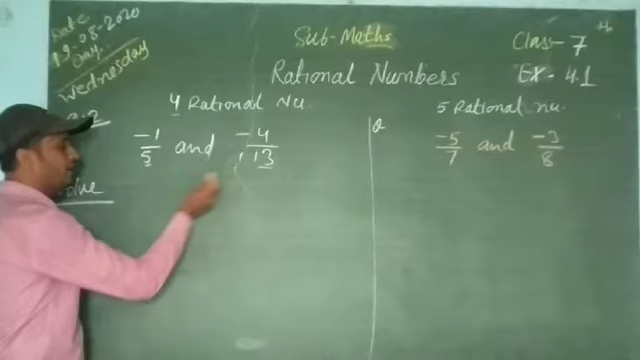 Date
19-08-2020
Day
Wednesday
Sub-Maths
Class-7
Rational Numbers
Ex-4.1
4 Rational Nu.
-1/5 and -4/13
5 Rational nu.
-5/7 and -3/8